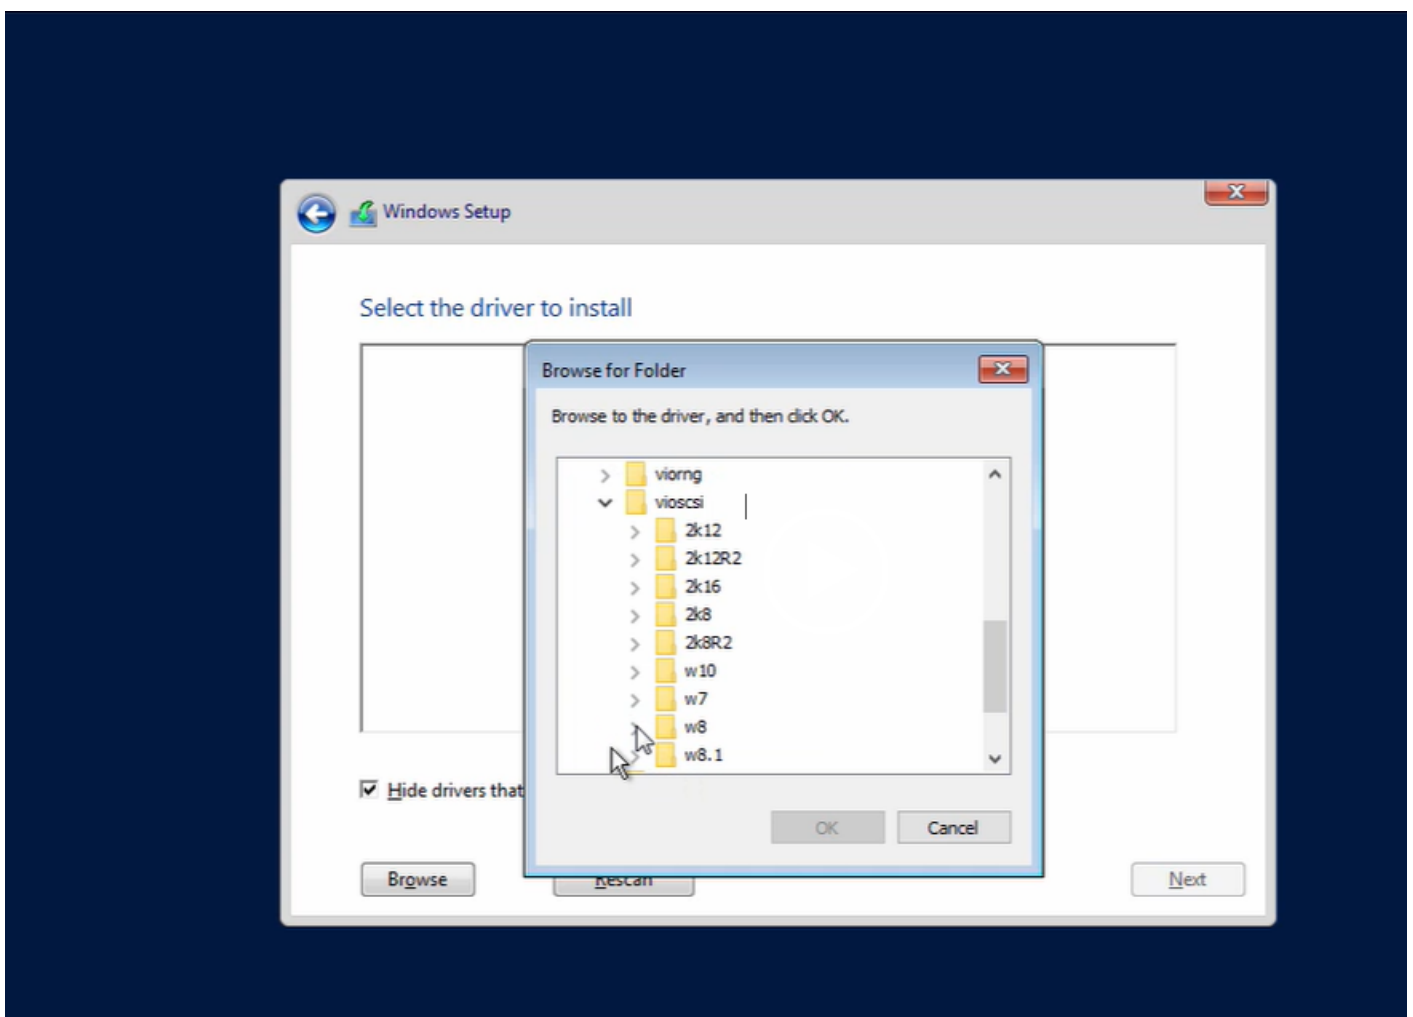 Windows Setup
Select the driver to install
Browse for Folder
Browse to the driver, and then click OK.
viorng
vioscsi
2k12
2k12R2
2k16
2k8
2k8R2
w10
w7
w8
w8.1
Hide drivers that
OK
Cancel
Browse
Rescan
Next